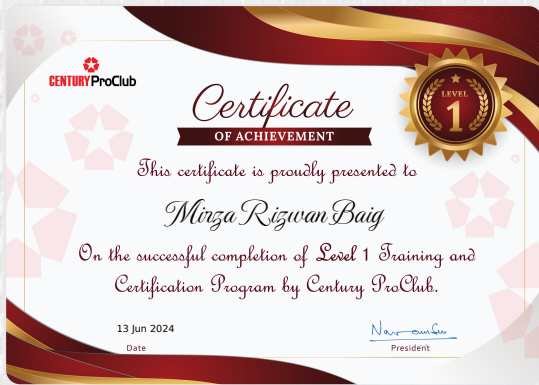 CENTURY ProClub
Certificate
OF ACHIEVEMENT
LEVEL
1
This certificate is proudly presented to
Mirza Rizwan Baig
On the successful completion of Level 1 Training and
Certification Program by Century ProClub.
13 Jun 2024
Date
President